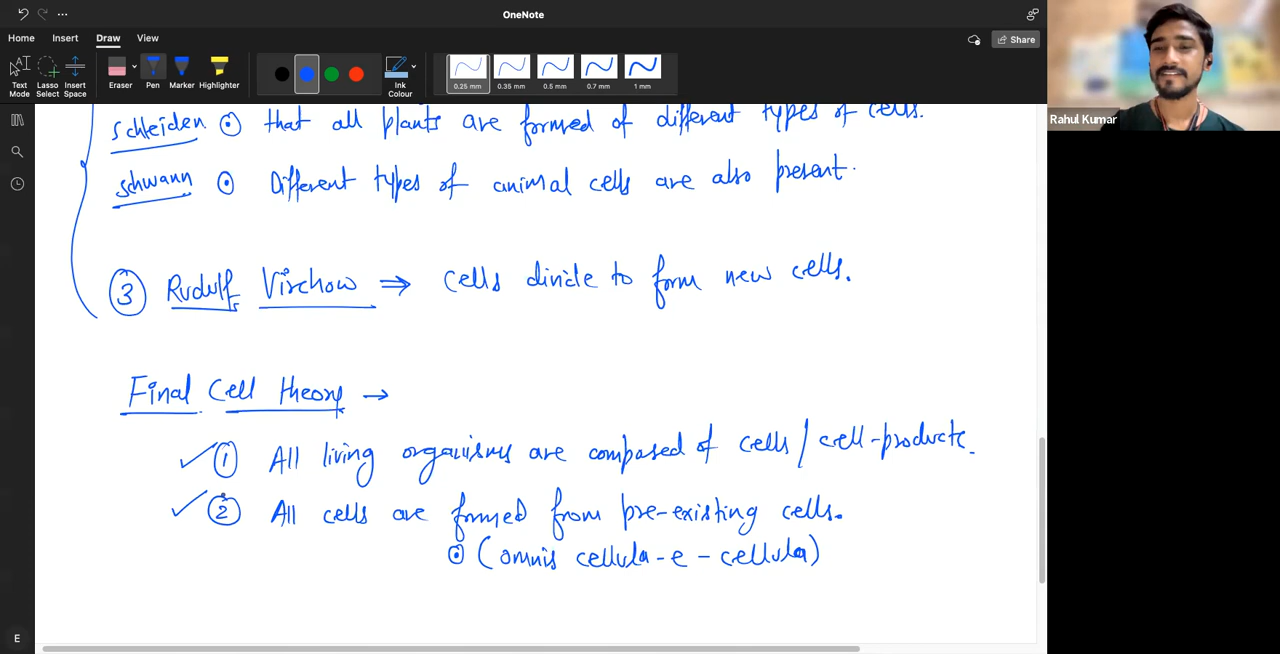 OneNote
Home Insert Draw View
Share
Text Mode
Lasso Select
Insert Space
Eraser
Pen
Marker
Highlighter
Ink Colour
0.25 mm
0.35 mm
0.5 mm
0.7 mm
1 mm
Rahul Kumar
Schleiden ⊙ that all plants are formed of different types of cells.
Schwann ⊙ Different types of animal cells are also present.
③ Rudolf Virchow ⇒ cells divide to form new cells.
Final Cell theory →
✓ ① All living organisms are composed of cells / cell-products.
✓ ② All cells are formed from pre-existing cells.
⊙ (omnis cellula-e-cellula)
E